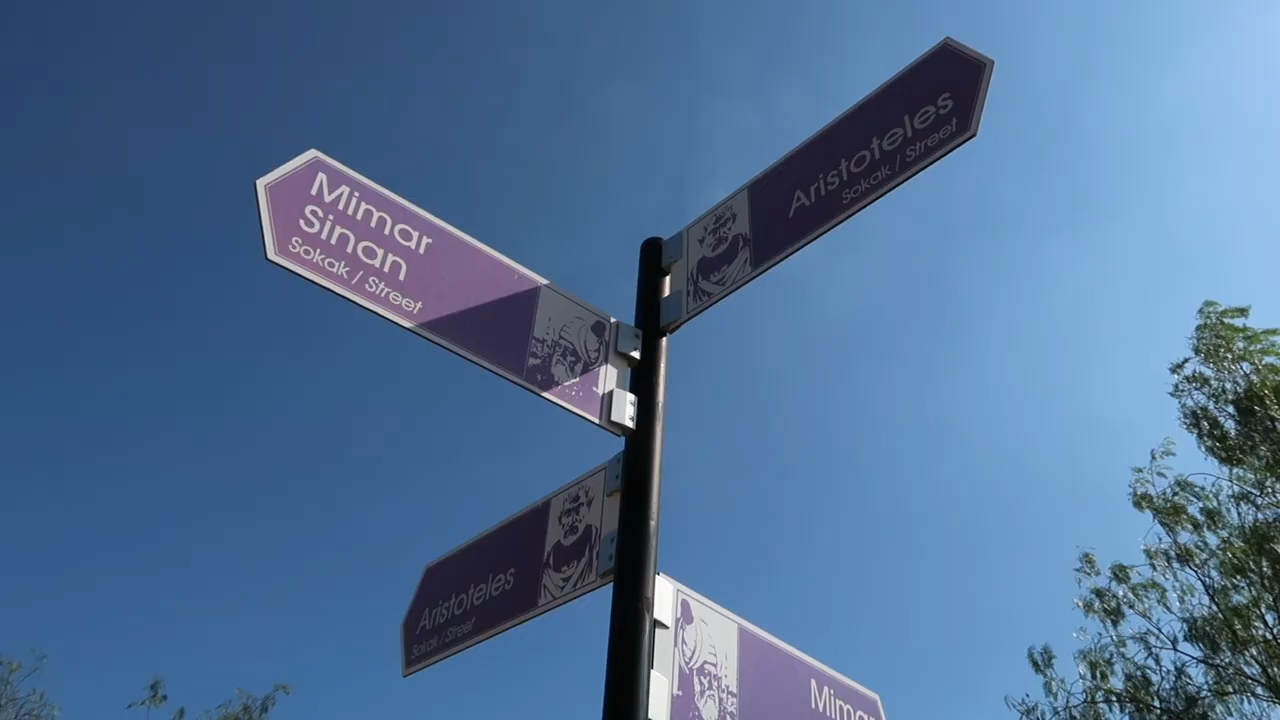 Aristoteles
Sokak / Street
Mimar
Sinan
Sokak / Street
Aristoteles
Sokak / Street
Mimar